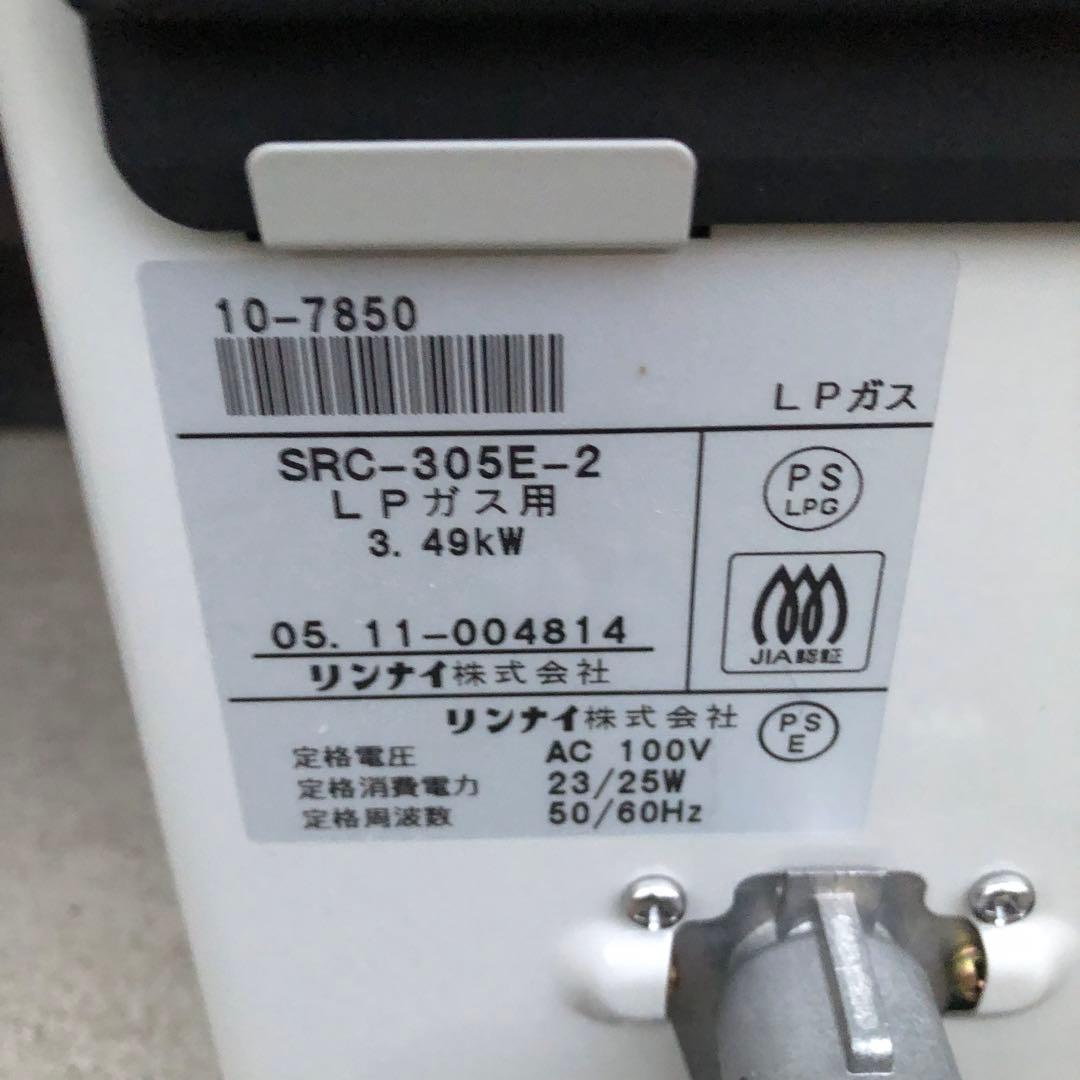 10-7850
LPガス
SRC-305E-2
LPガス用
3.49kW
PS
LPG
JIA認証
05.11-004814
リンナイ株式会社
リンナイ株式会社
PS
E
定格電圧 AC 100V
定格消費電力 23/25W
定格周波数 50/60Hz